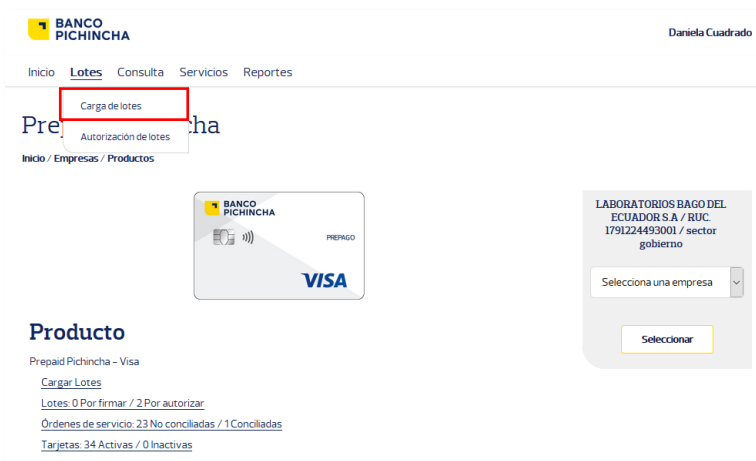 BANCO
PICHINCHA
Daniela Cuadrado
Inicio Lotes Consulta Servicios Reportes
Carga de lotes
Autorización de lotes
Pre
cha
Inicio / Empresas / Productos
BANCO
PICHINCHA
PREPAGO
VISA
LABORATORIOS BAGO DEL
ECUADOR S.A / RUC.
1791224493001 / sector
gobierno
Selecciona una empresa
Seleccionar
Producto
Prepaid Pichincha – Visa
Cargar Lotes
Lotes: 0 Por firmar / 2 Por autorizar
Órdenes de servicio: 23 No conciliadas / 1 Conciliadas
Tarjetas: 34 Activas / 0 Inactivas